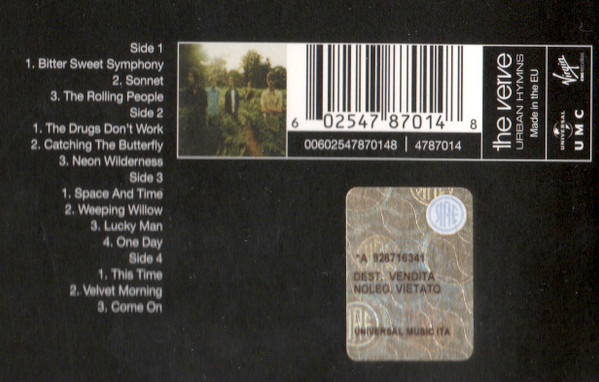 Side 1
1. Bitter Sweet Symphony
2. Sonnet
3. The Rolling People
Side 2
1. The Drugs Don't Work
2. Catching The Butterfly
3. Neon Wilderness
Side 3
1. Space And Time
2. Weeping Willow
3. Lucky Man
4. One Day
Side 4
1. This Time
2. Velvet Morning
3. Come On
6 02547 87014 8
00602547870148 | 4787014
the verve
URBAN HYMNS
Made in the EU
Virgin
UNIVERSAL
UMC
SIAE
*A 928716341
DEST: VENDITA
NOLEG. VIETATO
UNIVERSAL MUSIC ITA